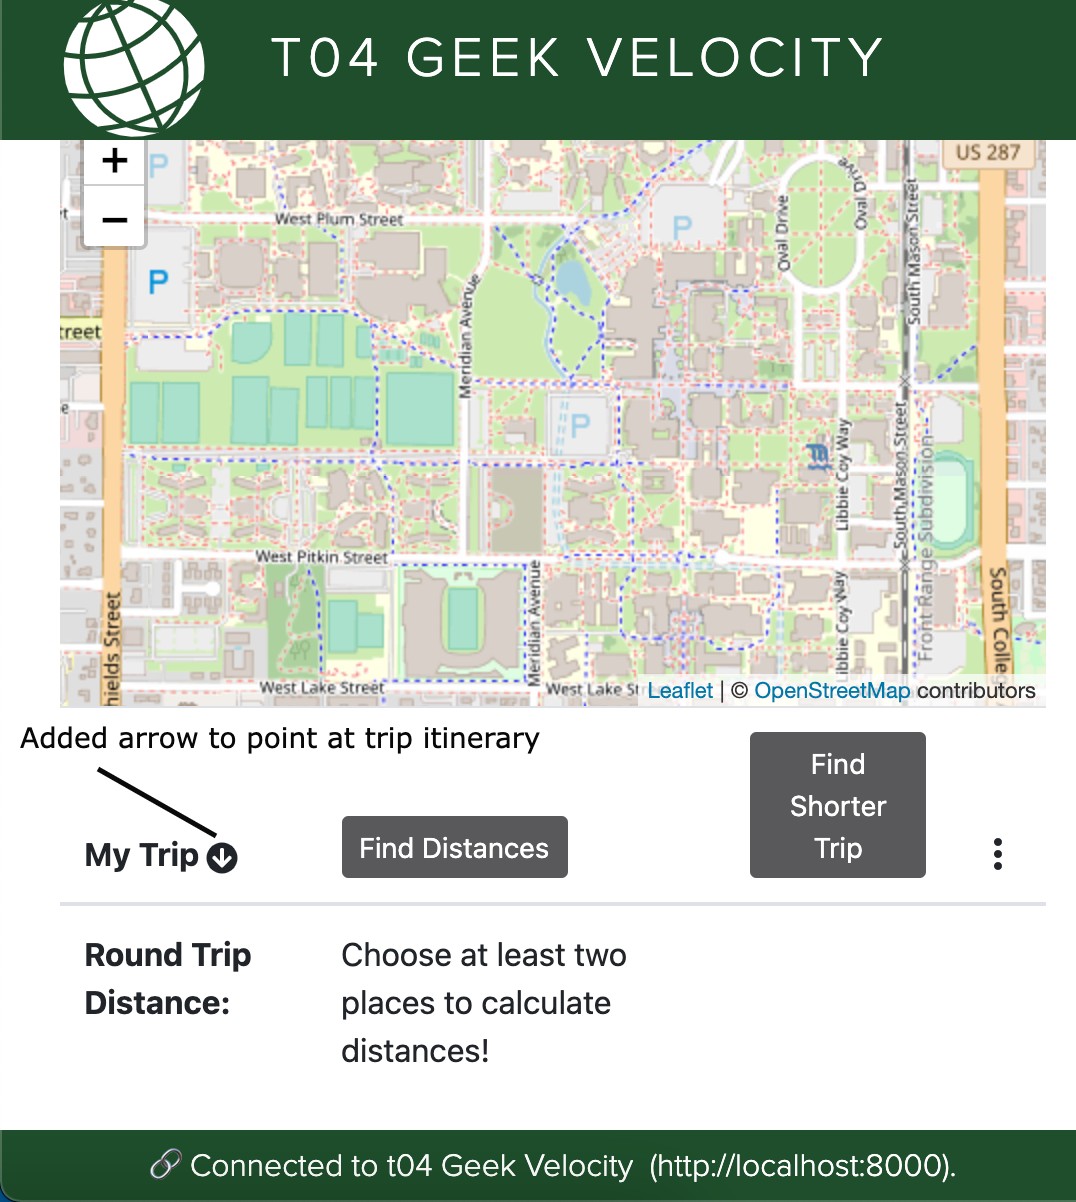 T04 GEEK VELOCITY
+
−
P
US 287
West Plum Street
P
Oval Drive
Oval Drive
South Mason Street
P
treet
Meridian Avenue
P
Libbie Coy Way
South Mason Street
Front Range Subdivision
West Pitkin Street
hields Street
Meridian Avenue
Libbie Coy Way
South Colleg
West Lake Street
West Lake St
Leaflet | © OpenStreetMap contributors
Added arrow to point at trip itinerary
My Trip
Find Distances
Find
Shorter
Trip
Round Trip
Distance:
Choose at least two
places to calculate
distances!
Connected to t04 Geek Velocity (http://localhost:8000).